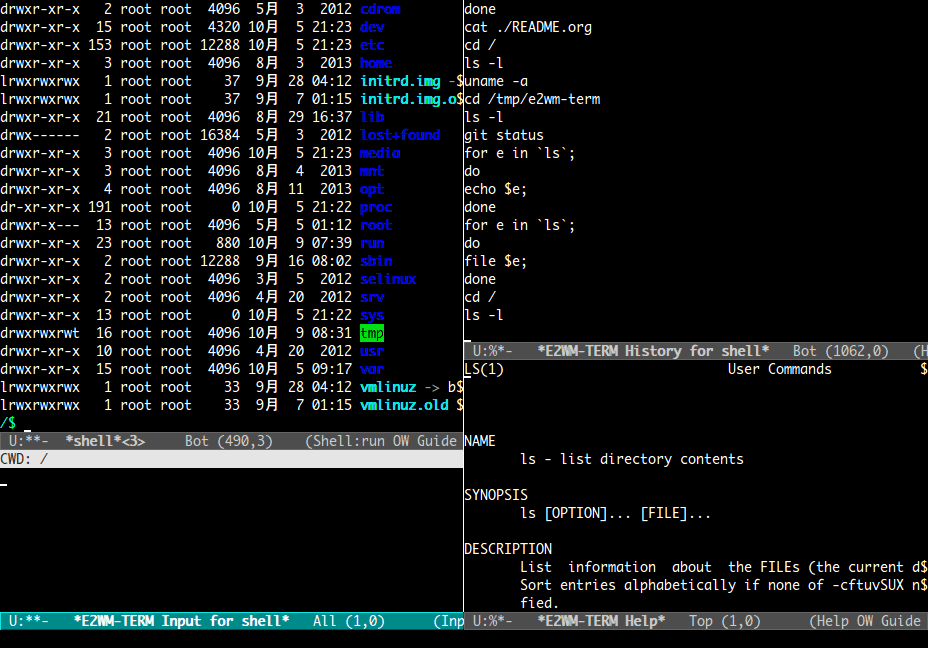 drwxr-xr-x   2 root root  4096  5月  3  2012 cdrom
drwxr-xr-x  15 root root  4320 10月  5 21:23 dev
drwxr-xr-x 153 root root 12288 10月  5 21:23 etc
drwxr-xr-x   3 root root  4096  8月  3  2013 home
lrwxrwxrwx   1 root root    37  9月 28 04:12 initrd.img -$
lrwxrwxrwx   1 root root    37  9月  7 01:15 initrd.img.o$
drwxr-xr-x  21 root root  4096  8月 29 16:37 lib
drwx------   2 root root 16384  5月  3  2012 lost+found
drwxr-xr-x   3 root root  4096 10月  5 21:23 media
drwxr-xr-x   3 root root  4096  8月  4  2013 mnt
drwxr-xr-x   4 root root  4096  8月 11  2013 opt
dr-xr-xr-x 191 root root     0 10月  5 21:22 proc
drwxr-x---  13 root root  4096  5月  5 01:12 root
drwxr-xr-x  23 root root   880 10月  9 07:39 run
drwxr-xr-x   2 root root 12288  9月 16 08:02 sbin
drwxr-xr-x   2 root root  4096  3月  5  2012 selinux
drwxr-xr-x   2 root root  4096  4月 20  2012 srv
drwxr-xr-x  13 root root     0 10月  5 21:22 sys
drwxrwxrwt  16 root root  4096 10月  9 08:31 tmp
drwxr-xr-x  10 root root  4096  4月 20  2012 usr
drwxr-xr-x  15 root root  4096 10月  5 09:17 var
lrwxrwxrwx   1 root root    33  9月 28 04:12 vmlinuz -> b$
lrwxrwxrwx   1 root root    33  9月  7 01:15 vmlinuz.old $
/$
U:**-  *shell*<3>     Bot (490,3)    (Shell:run OW Guide
CWD: /
U:**-   *E2WM-TERM Input for shell*   All (1,0)      (Inp
done
cat ./README.org
cd /
ls -l
uname -a
cd /tmp/e2wm-term
ls -l
git status
for e in `ls`;
do
echo $e;
done
for e in `ls`;
do
file $e;
done
cd /
ls -l
U:%*-   *E2WM-TERM History for shell*   Bot (1062,0)   (H
LS(1)                            User Commands           $
NAME
ls - list directory contents
SYNOPSIS
ls [OPTION]... [FILE]...
DESCRIPTION
List  information  about  the FILEs (the current d$
Sort entries alphabetically if none of -cftuvSUX n$
fied.
U:%*-   *E2WM-TERM Help*   Top (1,0)      (Help OW Guide